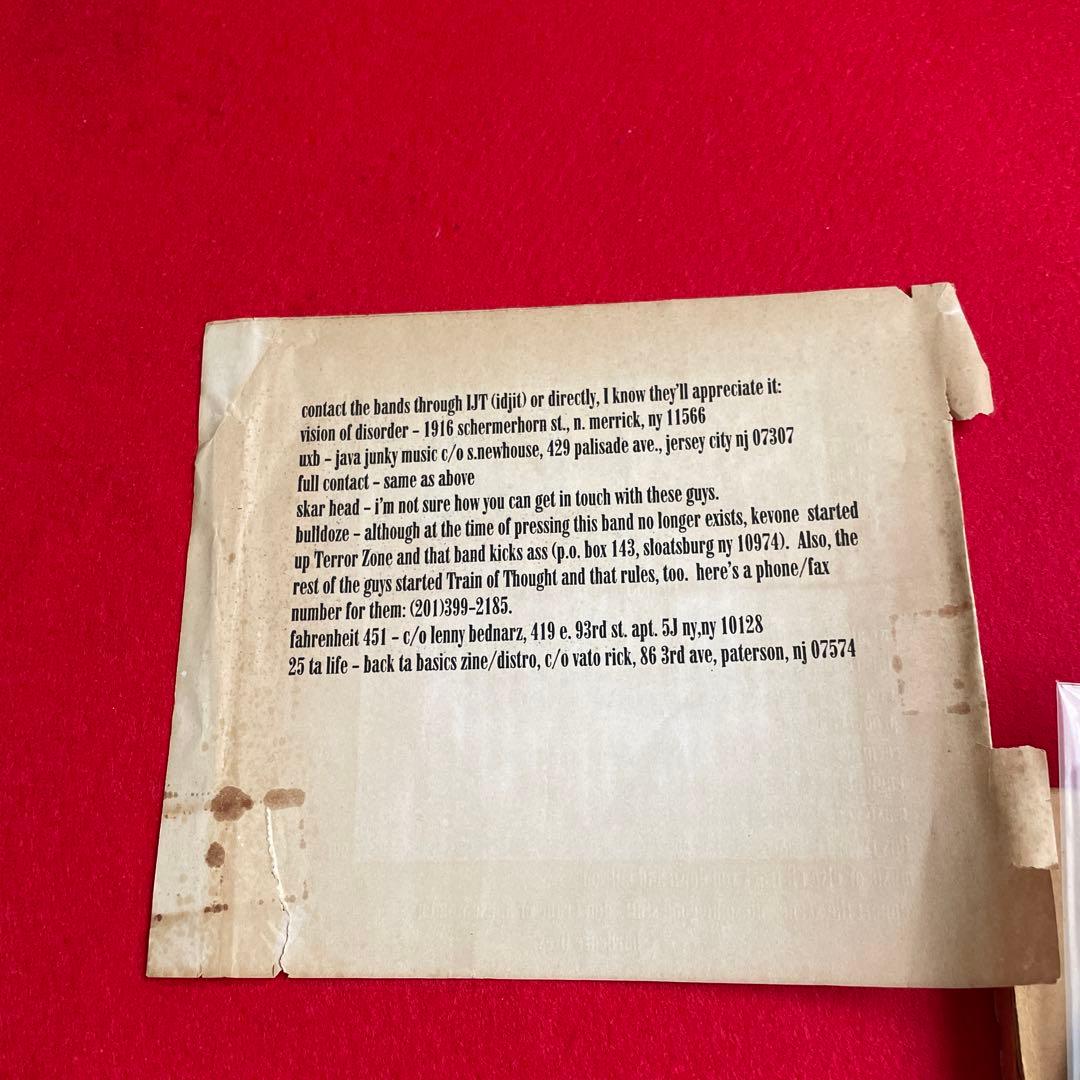 contact the bands through IJT (idjit) or directly, I know they'll appreciate it:
vision of disorder – 1916 schermerhorn st., n. merrick, ny 11566
uxb – java junky music c/o s.newhouse, 429 palisade ave., jersey city nj 07307
full contact – same as above
skar head – i'm not sure how you can get in touch with these guys.
bulldoze – although at the time of pressing this band no longer exists, kevone started
up Terror Zone and that band kicks ass (p.o. box 143, sloatsburg ny 10974). Also, the
rest of the guys started Train of Thought and that rules, too. here's a phone/fax
number for them: (201)399-2185.
fahrenheit 451 – c/o lenny bednarz, 419 e. 93rd st. apt. 5J ny,ny 10128
25 ta life – back ta basics zine/distro, c/o vato rick, 86 3rd ave, paterson, nj 07574